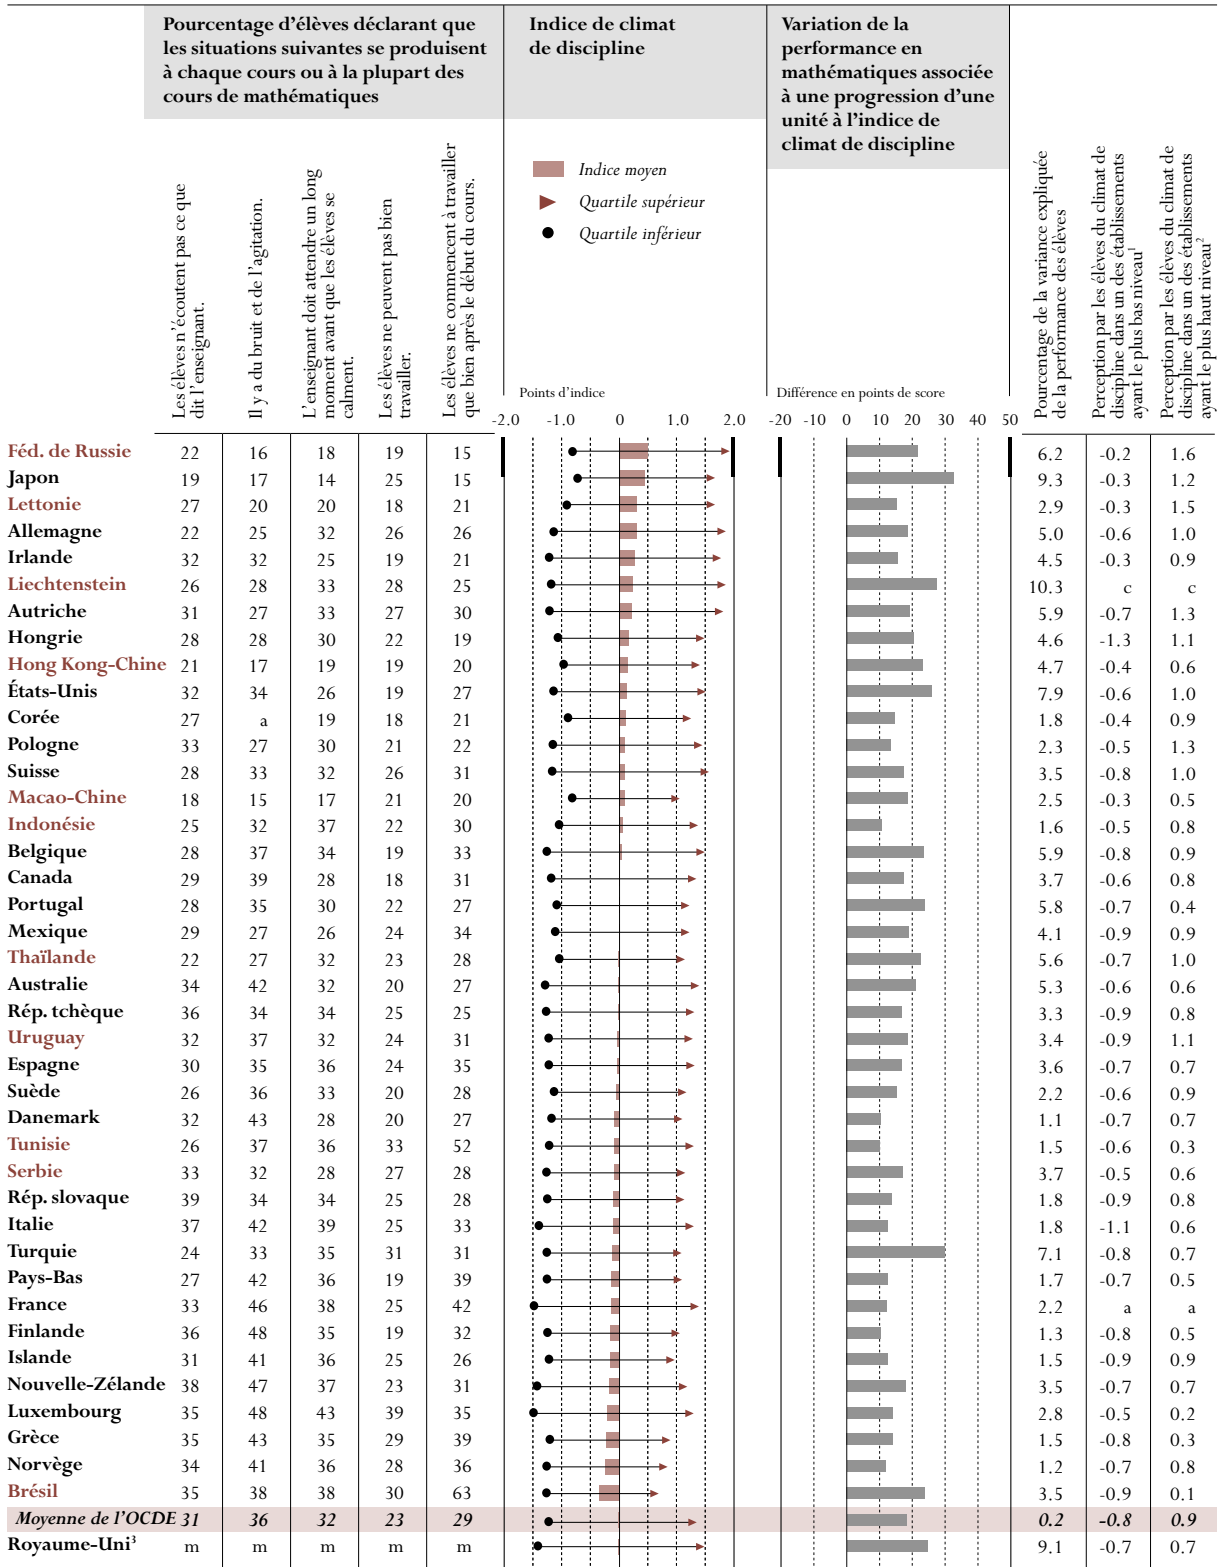 Pourcentage d'élèves déclarant que
les situations suivantes se produisent
à chaque cours ou à la plupart des
cours de mathématiques
Indice de climat
de discipline
Variation de la
performance en
mathématiques associée
à une progression d'une
unité à l'indice de
climat de discipline
Les élèves n'écoutent pas ce que
dit l'enseignant.
Il y a du bruit et de l'agitation.
L'enseignant doit attendre un long
moment avant que les élèves se
calment.
Les élèves ne peuvent pas bien
travailler.
Les élèves ne commencent à travailler
que bien après le début du cours.
Indice moyen
Quartile supérieur
Quartile inférieur
Pourcentage de la variance expliquée
de la performance des élèves
Perception par les élèves du climat de
discipline dans un des établissements
ayant le plus bas niveau¹
Perception par les élèves du climat de
discipline dans un des établissements
ayant le plus haut niveau²
Points d'indice
Différence en points de score
-2.0 -1.0 0 1.0 2.0
-20 -10 0 10 20 30 40 50
Féd. de Russie 22 16 18 19 15 6.2 -0.2 1.6
Japon 19 17 14 25 15 9.3 -0.3 1.2
Lettonie 27 20 20 18 21 2.9 -0.3 1.5
Allemagne 22 25 32 26 26 5.0 -0.6 1.0
Irlande 32 32 25 19 21 4.5 -0.3 0.9
Liechtenstein 26 28 33 28 25 10.3 c c
Autriche 31 27 33 27 30 5.9 -0.7 1.3
Hongrie 28 28 30 22 19 4.6 -1.3 1.1
Hong Kong-Chine 21 17 19 19 20 4.7 -0.4 0.6
États-Unis 32 34 26 19 27 7.9 -0.6 1.0
Corée 27 a 19 18 21 1.8 -0.4 0.9
Pologne 33 27 30 21 22 2.3 -0.5 1.3
Suisse 28 33 32 26 31 3.5 -0.8 1.0
Macao-Chine 18 15 17 21 20 2.5 -0.3 0.5
Indonésie 25 32 37 22 30 1.6 -0.5 0.8
Belgique 28 37 34 19 33 5.9 -0.8 0.9
Canada 29 39 28 18 31 3.7 -0.6 0.8
Portugal 28 35 30 22 27 5.8 -0.7 0.4
Mexique 29 27 26 24 34 4.1 -0.9 0.9
Thaïlande 22 27 32 23 28 5.6 -0.7 1.0
Australie 34 42 32 20 27 5.3 -0.6 0.6
Rép. tchèque 36 34 34 25 25 3.3 -0.9 0.8
Uruguay 32 37 32 24 31 3.4 -0.9 1.1
Espagne 30 35 36 24 35 3.6 -0.7 0.7
Suède 26 36 33 20 28 2.2 -0.6 0.9
Danemark 32 43 28 20 27 1.1 -0.7 0.7
Tunisie 26 37 36 33 52 1.5 -0.6 0.3
Serbie 33 32 28 27 28 3.7 -0.5 0.6
Rép. slovaque 39 34 34 25 28 1.8 -0.9 0.8
Italie 37 42 39 25 33 1.8 -1.1 0.6
Turquie 24 33 35 31 31 7.1 -0.8 0.7
Pays-Bas 27 42 36 19 39 1.7 -0.7 0.5
France 33 46 38 25 42 2.2 a a
Finlande 36 48 35 19 32 1.3 -0.8 0.5
Islande 31 41 36 25 26 1.5 -0.9 0.9
Nouvelle-Zélande 38 47 37 23 31 3.5 -0.7 0.7
Luxembourg 35 48 43 39 35 2.8 -0.5 0.2
Grèce 35 43 35 29 39 1.5 -0.8 0.3
Norvège 34 41 36 28 36 1.2 -0.7 0.8
Brésil 35 38 38 30 63 3.5 -0.9 0.1
Moyenne de l'OCDE 31 36 32 23 29 0.2 -0.8 0.9
Royaume-Uni³ m m m m m 9.1 -0.7 0.7